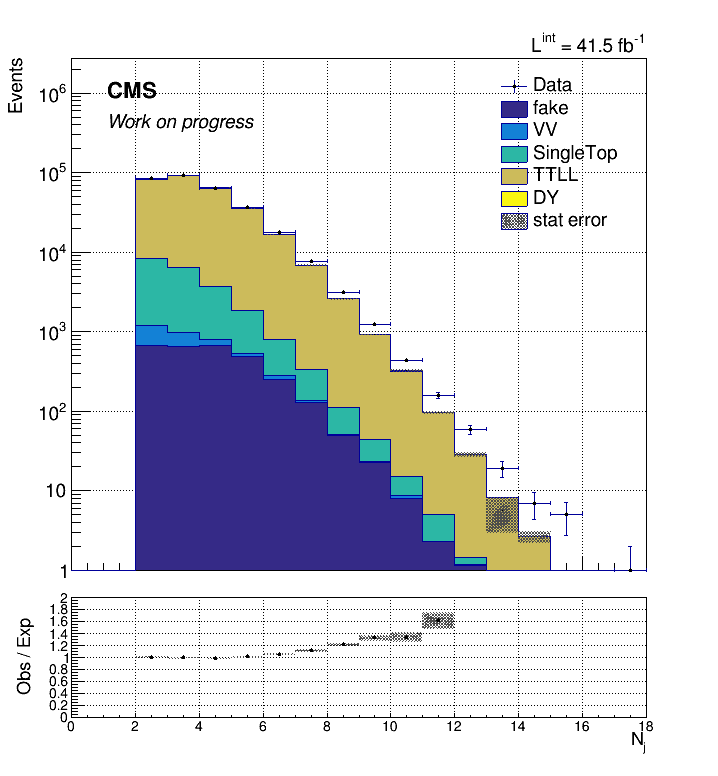 L^int = 41.5 fb^-1
Events
CMS
Work on progress
Data
fake
VV
SingleTop
TTLL
DY
stat error
10^6
10^5
10^4
10^3
10^2
10
1
Obs / Exp
2
1.8
1.6
1.4
1.2
1
0.8
0.6
0.4
0.2
0
0 2 4 6 8 10 12 14 16 18
N_j